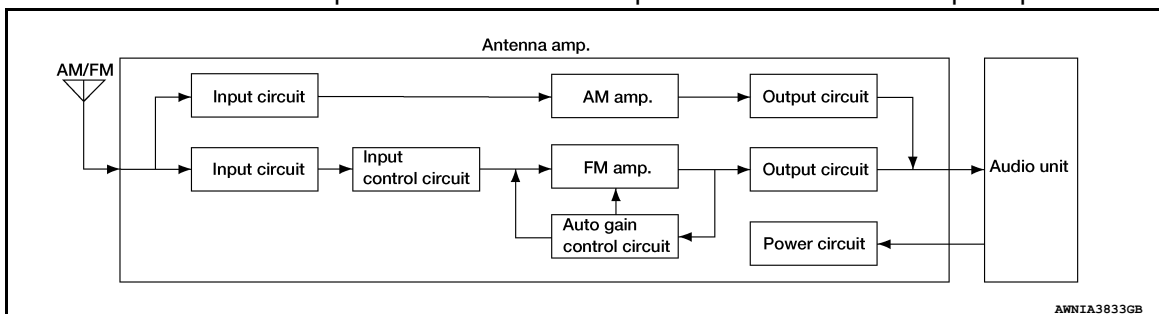 Antenna amp.
AM/FM
Input circuit
AM amp.
Output circuit
Input circuit
Input
control circuit
FM amp.
Output circuit
Audio unit
Auto gain
control circuit
Power circuit
AWNIA3833GB